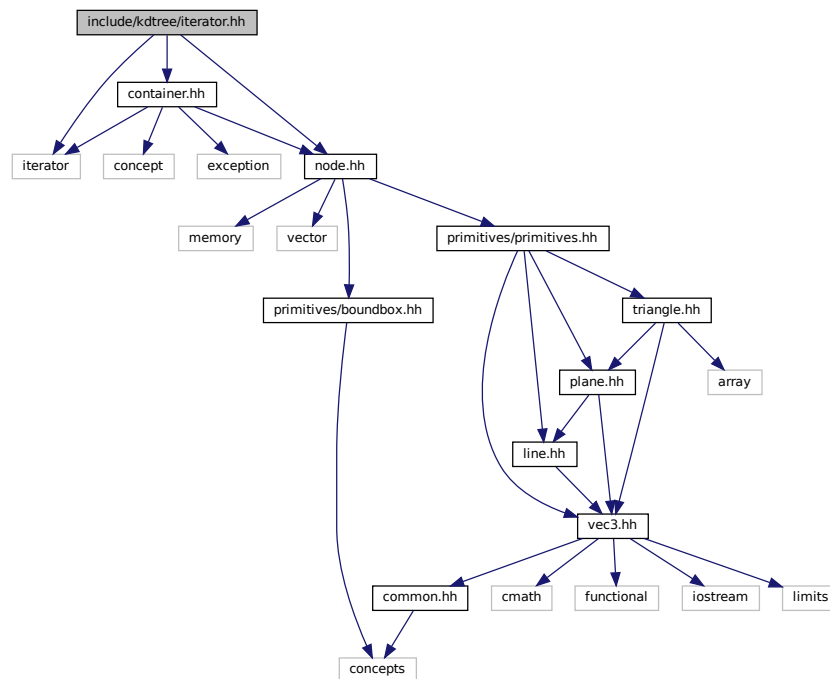 include/kdtree/iterator.hh
container.hh
iterator
concept
exception
node.hh
memory
vector
primitives/primitives.hh
primitives/boundbox.hh
triangle.hh
plane.hh
array
line.hh
vec3.hh
common.hh
cmath
functional
iostream
limits
concepts